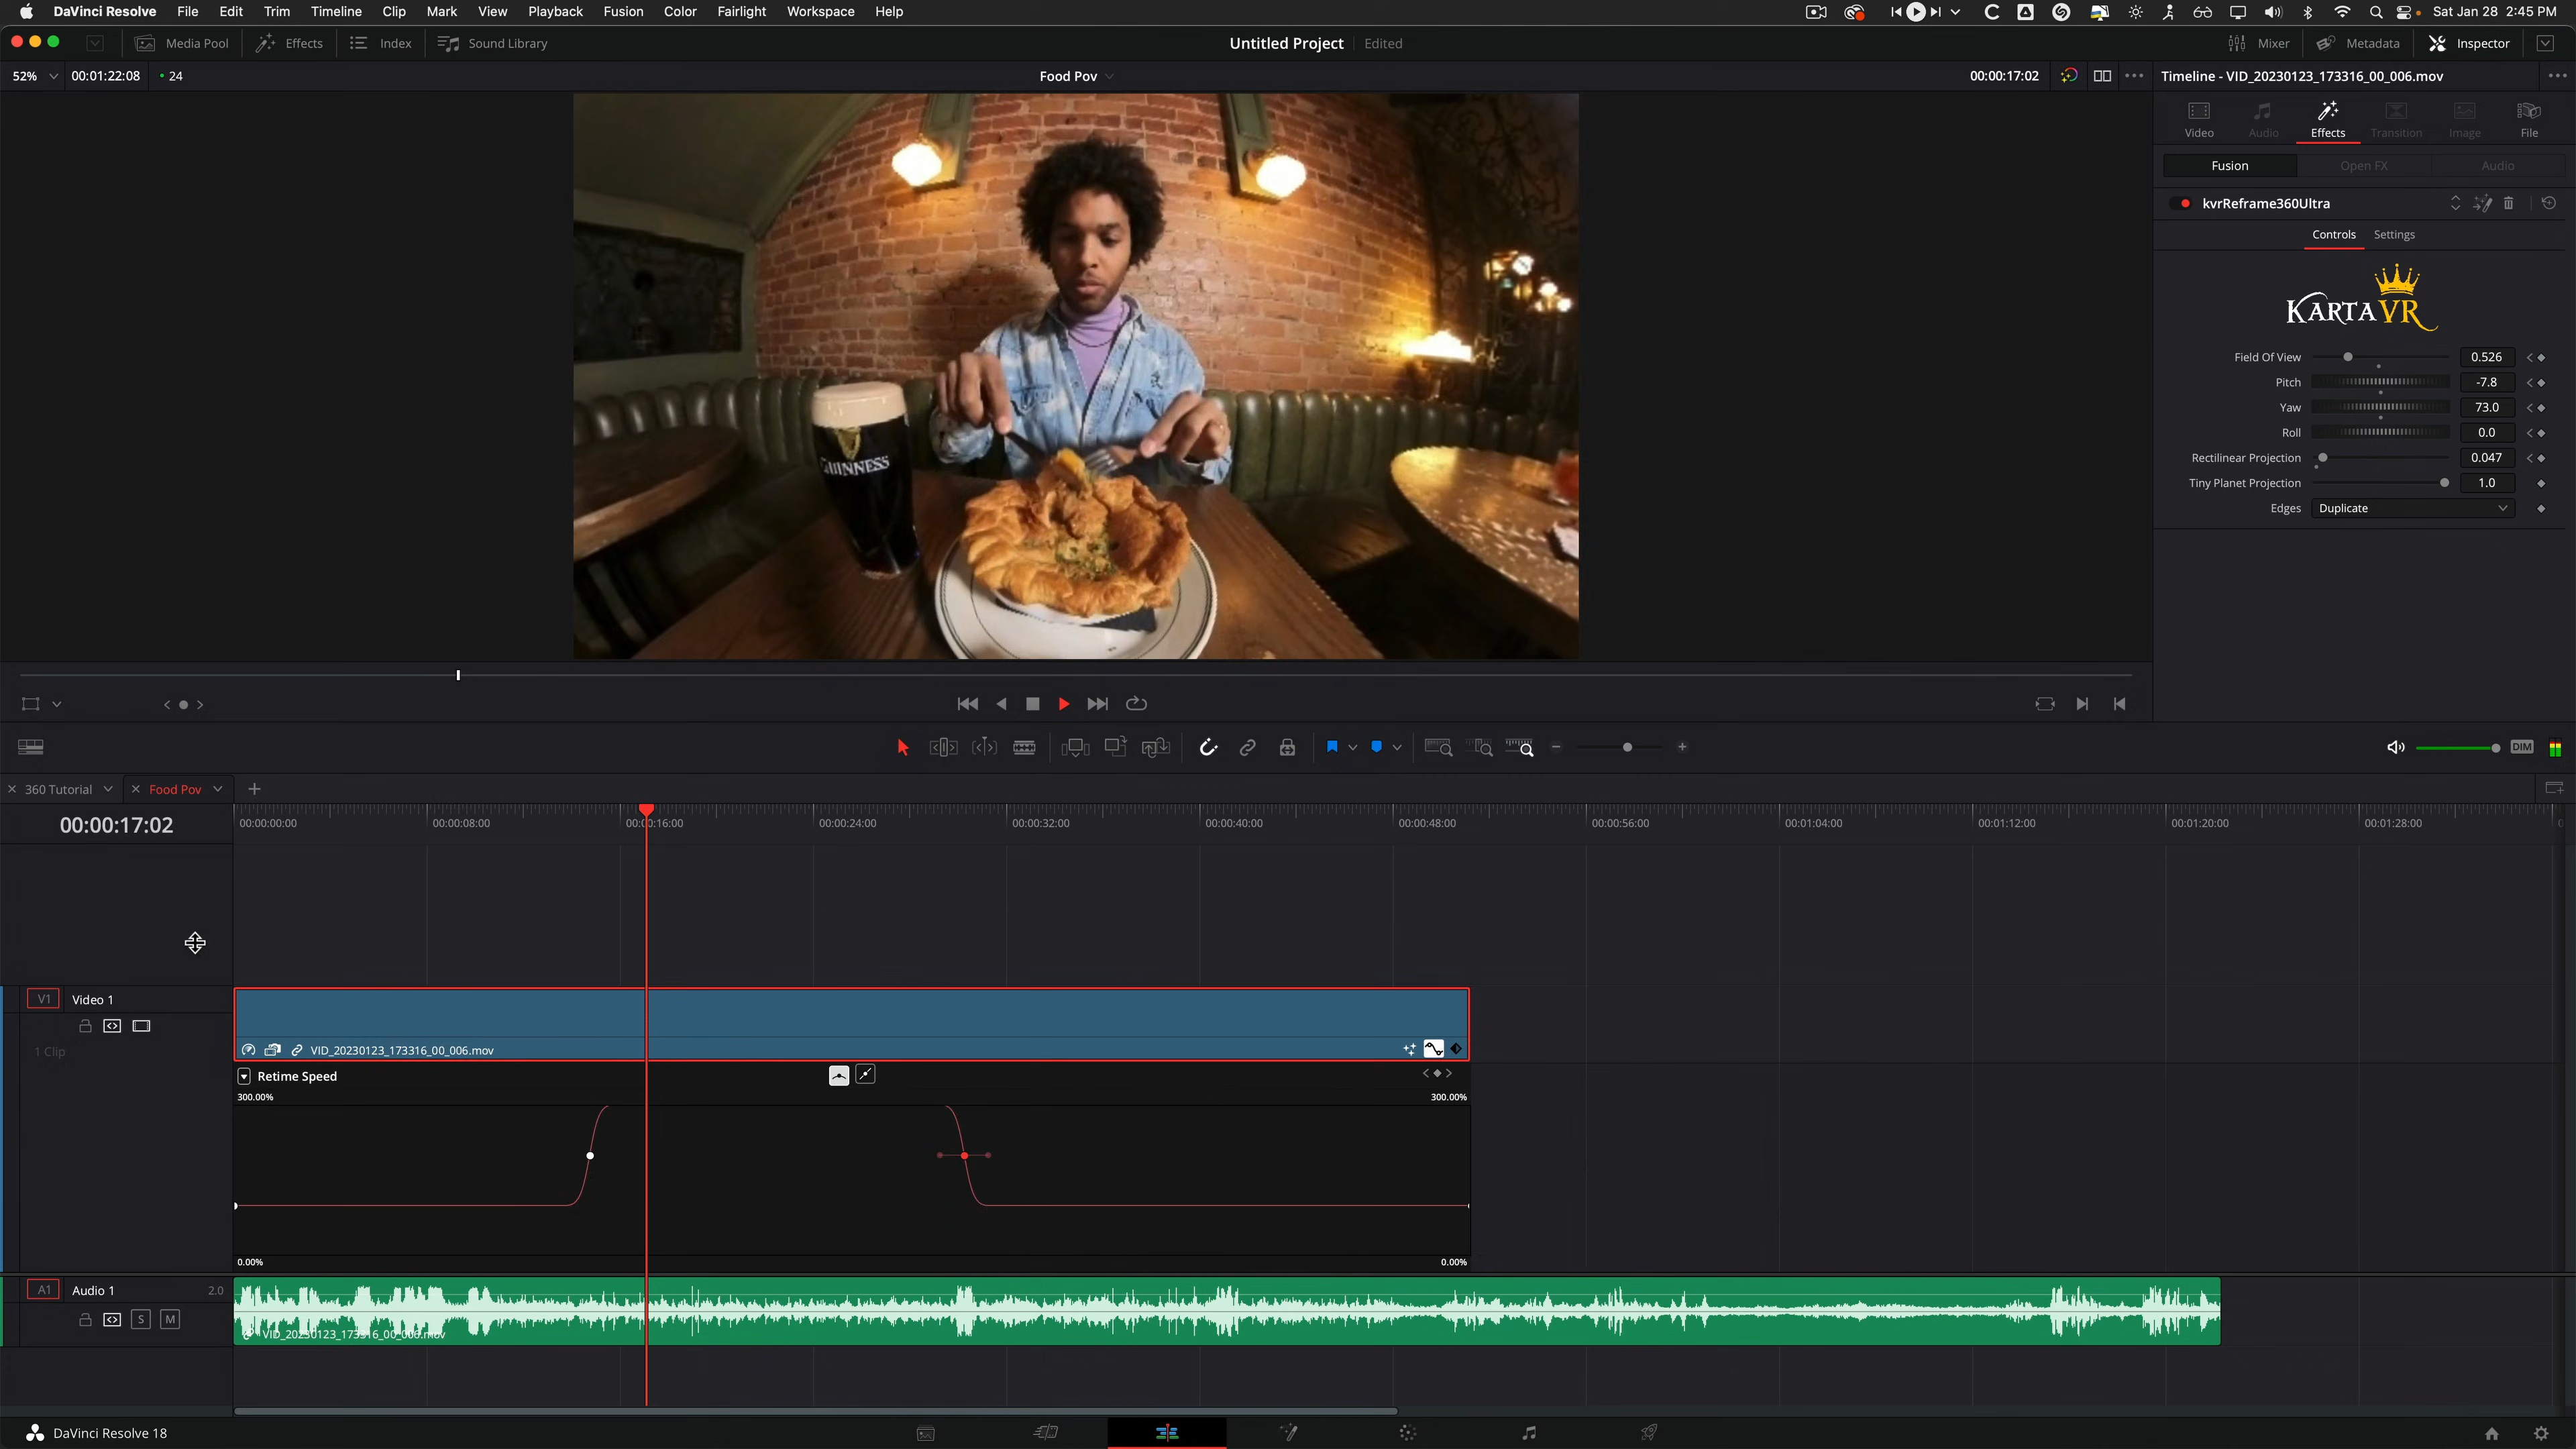 DaVinci Resolve File Edit Trim Timeline Clip Mark View Playback Fusion Color Fairlight Workspace Help Sat Jan 28 2:45 PM
Media Pool Effects Index Sound Library Untitled Project Edited Mixer Metadata Inspector
52% 00:01:22:08 24 Food Pov 00:00:17:02 Timeline - VID_20230123_173316_00_006.mov
Video Audio Effects Transition Image File
Fusion Open FX Audio
kvrReframe360Ultra
Controls Settings
KARTAVR
Field Of View 0.526
Pitch -7.8
Yaw 73.0
Roll 0.0
Rectilinear Projection 0.047
Tiny Planet Projection 1.0
Edges Duplicate
GUINNESS
DIM
360 Tutorial Food Pov
00:00:17:02
00:00:00:00 00:00:08:00 00:00:16:00 00:00:24:00 00:00:32:00 00:00:40:00 00:00:48:00 00:00:56:00 00:01:04:00 00:01:12:00 00:01:20:00 00:01:28:00
V1 Video 1
1 Clip
VID_20230123_173316_00_006.mov
Retime Speed
300.00% 300.00%
0.00% 0.00%
A1 Audio 1 2.0
S M
VID_20230123_173316_00_006.mov
DaVinci Resolve 18